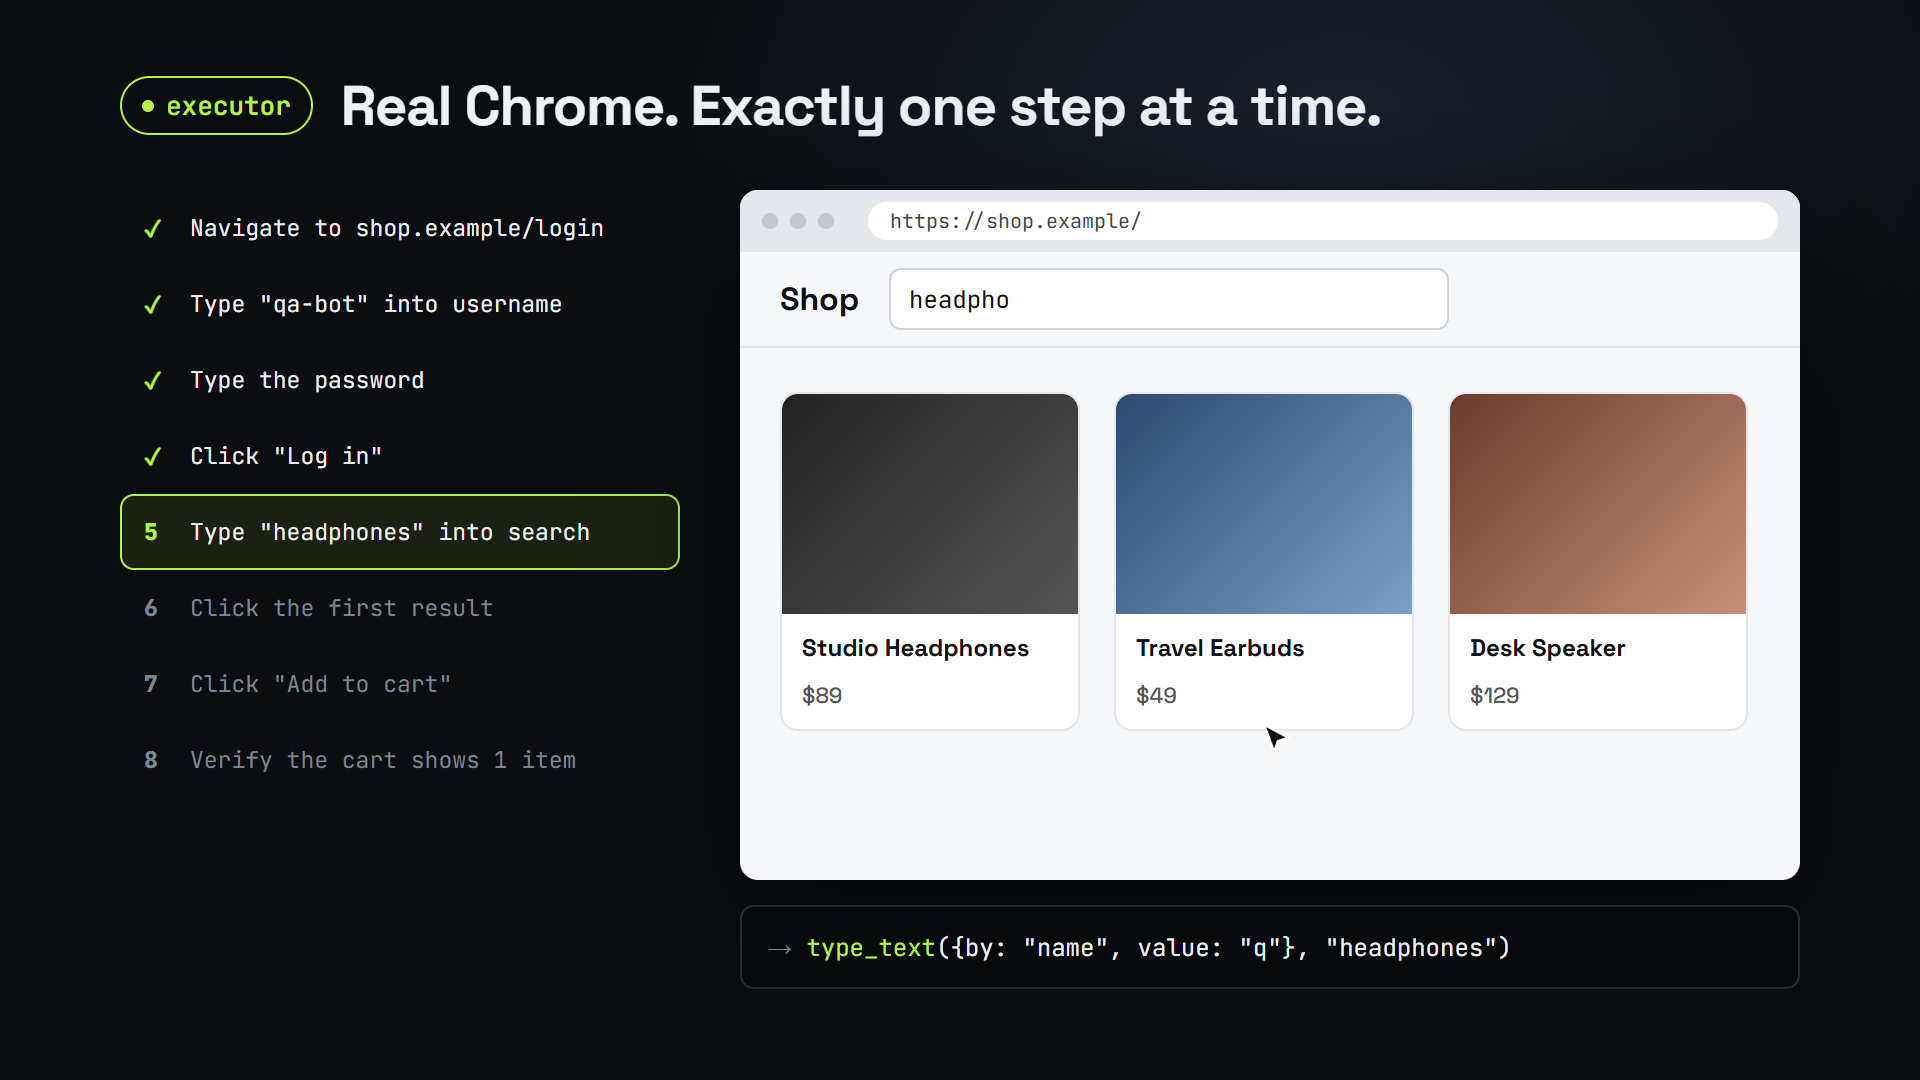 executor
Real Chrome. Exactly one step at a time.
✓ Navigate to shop.example/login
✓ Type "qa-bot" into username
✓ Type the password
✓ Click "Log in"
5 Type "headphones" into search
6 Click the first result
7 Click "Add to cart"
8 Verify the cart shows 1 item
https://shop.example/
Shop
headpho
Studio Headphones
$89
Travel Earbuds
$49
Desk Speaker
$129
→ type_text({by: "name", value: "q"}, "headphones")